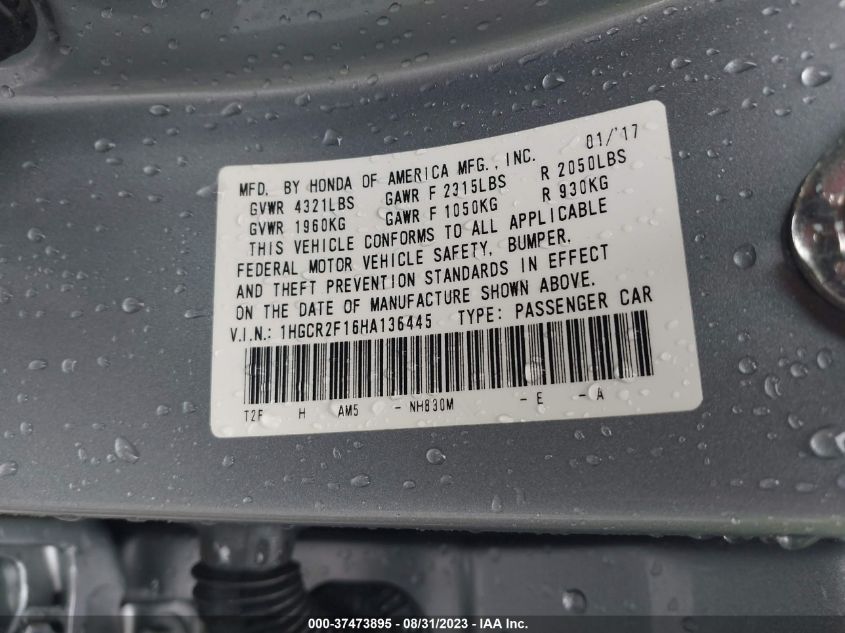 MFD. BY HONDA OF AMERICA MFG., INC. 01/'17
GVWR 4321LBS GAWR F 2315LBS R 2050LBS
GVWR 1960KG GAWR F 1050KG R 930KG
THIS VEHICLE CONFORMS TO ALL APPLICABLE
FEDERAL MOTOR VEHICLE SAFETY, BUMPER,
AND THEFT PREVENTION STANDARDS IN EFFECT
ON THE DATE OF MANUFACTURE SHOWN ABOVE.
V.I.N.: 1HGCR2F16HA136445 TYPE: PASSENGER CAR
T2F H AM5 - NH830M - E - A
000-37473895 - 08/31/2023 - IAA Inc.